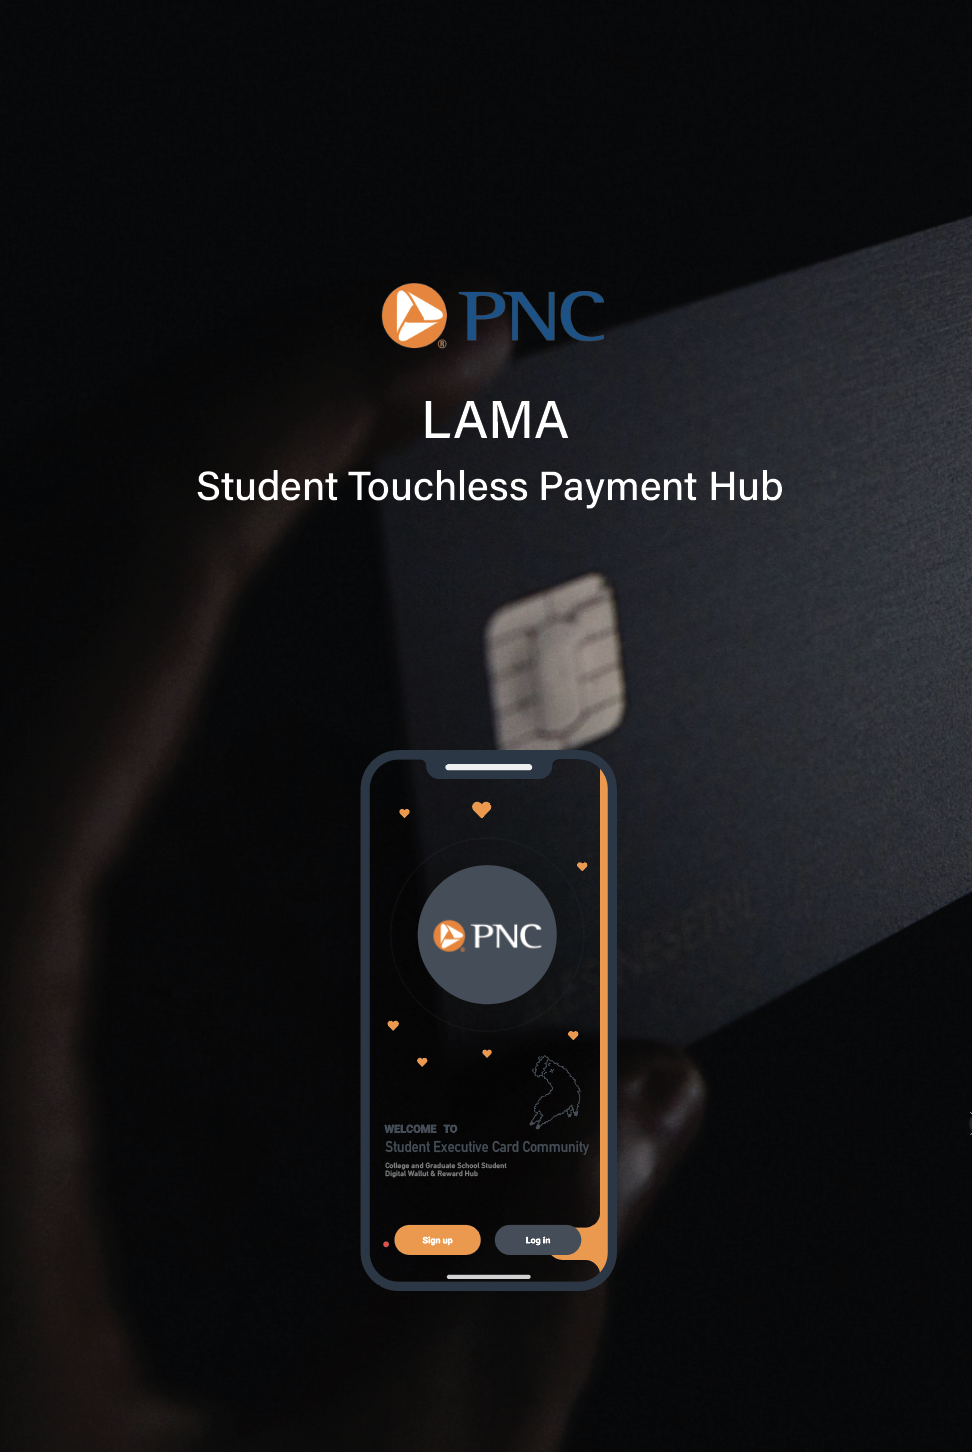 PNC
LAMA
Student Touchless Payment Hub
PNC
WELCOME TO
Student Executive Card Community
College and Graduate School Student
Digital Wallut & Reward Hub
Sign up
Log in